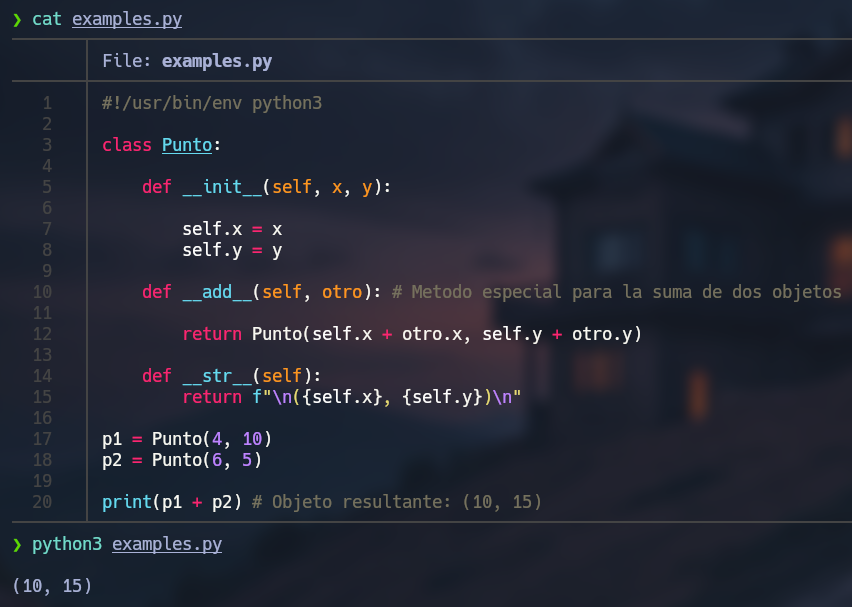 ❯ cat examples.py
File: examples.py
1 #!/usr/bin/env python3
2
3 class Punto:
4
5     def __init__(self, x, y):
6
7         self.x = x
8         self.y = y
9
10     def __add__(self, otro): # Metodo especial para la suma de dos objetos
11
12         return Punto(self.x + otro.x, self.y + otro.y)
13
14     def __str__(self):
15         return f"\n({self.x}, {self.y})\n"
16
17 p1 = Punto(4, 10)
18 p2 = Punto(6, 5)
19
20 print(p1 + p2) # Objeto resultante: (10, 15)
❯ python3 examples.py
(10, 15)